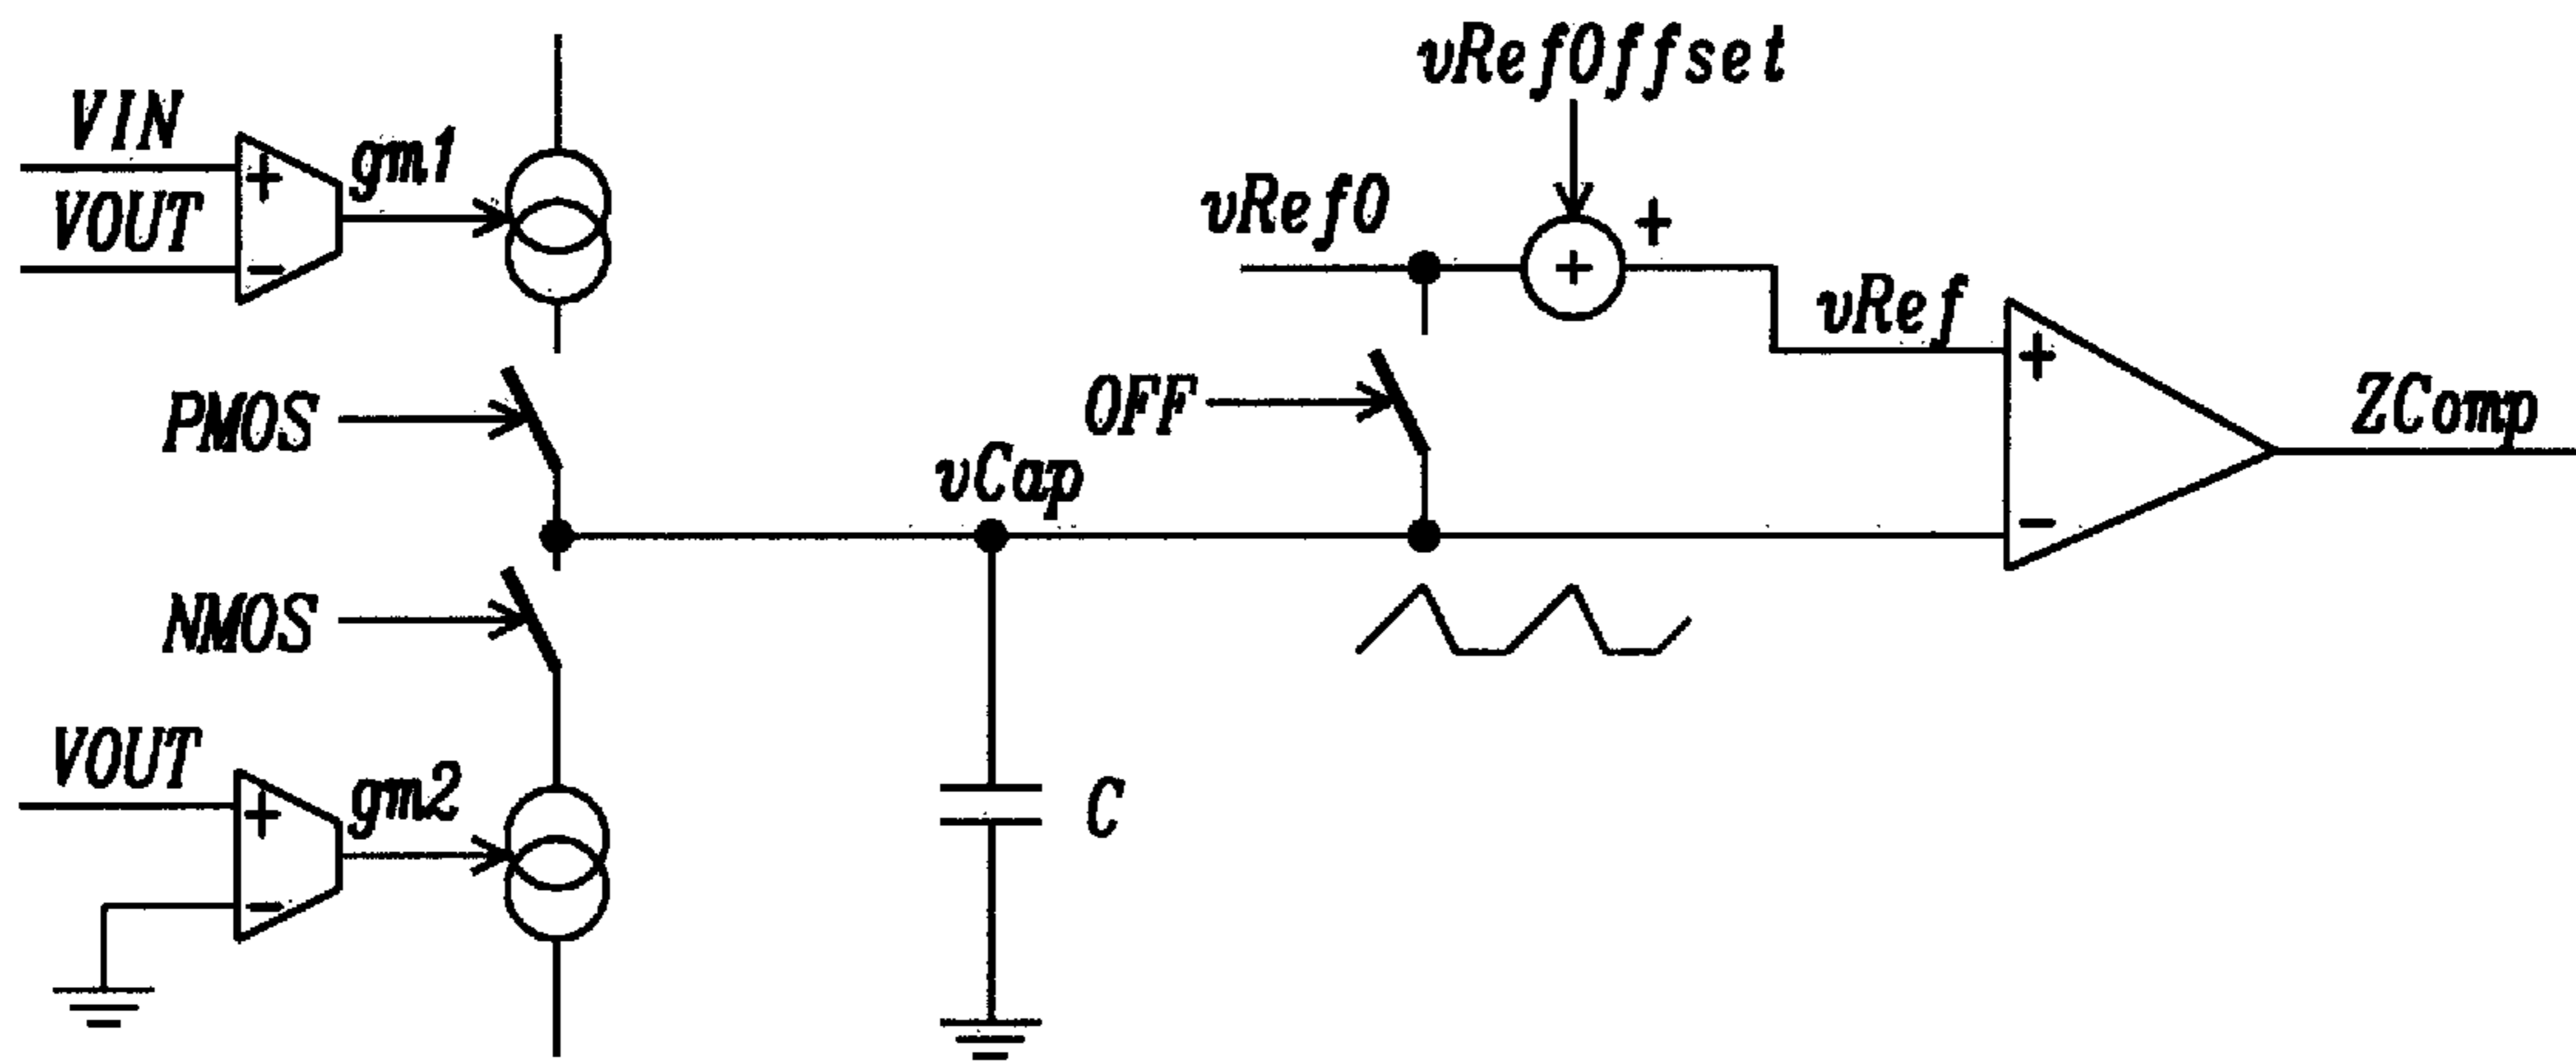 vRefOffset
VIN
gm1
VOUT
vRef0
+
+
-
+
+
vRef
PMOS
OFF
+
ZComp
vCap
-
NMOS
VOUT
gm2
+
C
-